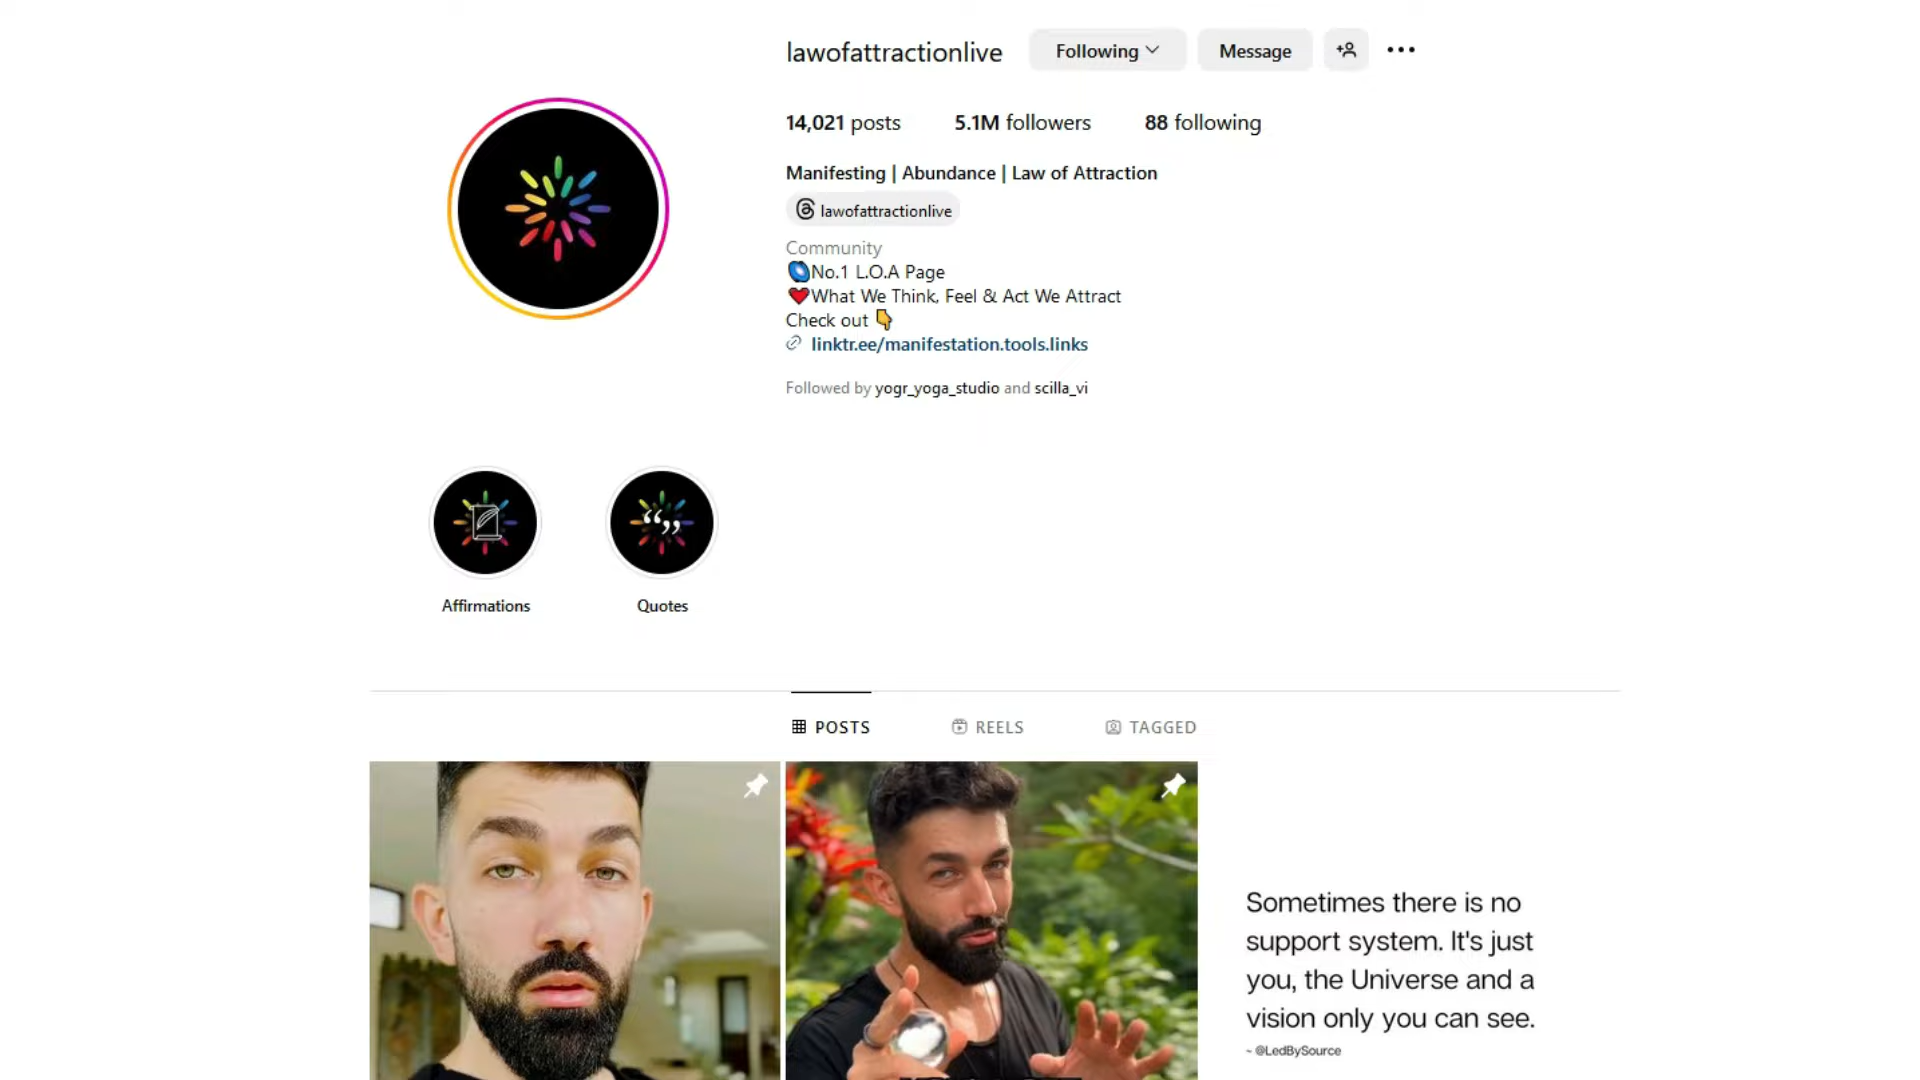 lawofattractionlive
Following
Message
14,021 posts
5.1M followers
88 following
Manifesting | Abundance | Law of Attraction
lawofattractionlive
Community
No.1 L.O.A Page
What We Think, Feel & Act We Attract
Check out
linktr.ee/manifestation.tools.links
Followed by yogr_yoga_studio and scilla_vi
Affirmations
Quotes
POSTS
REELS
TAGGED
Sometimes there is no
support system. It's just
you, the Universe and a
vision only you can see.
~ @LedBySource